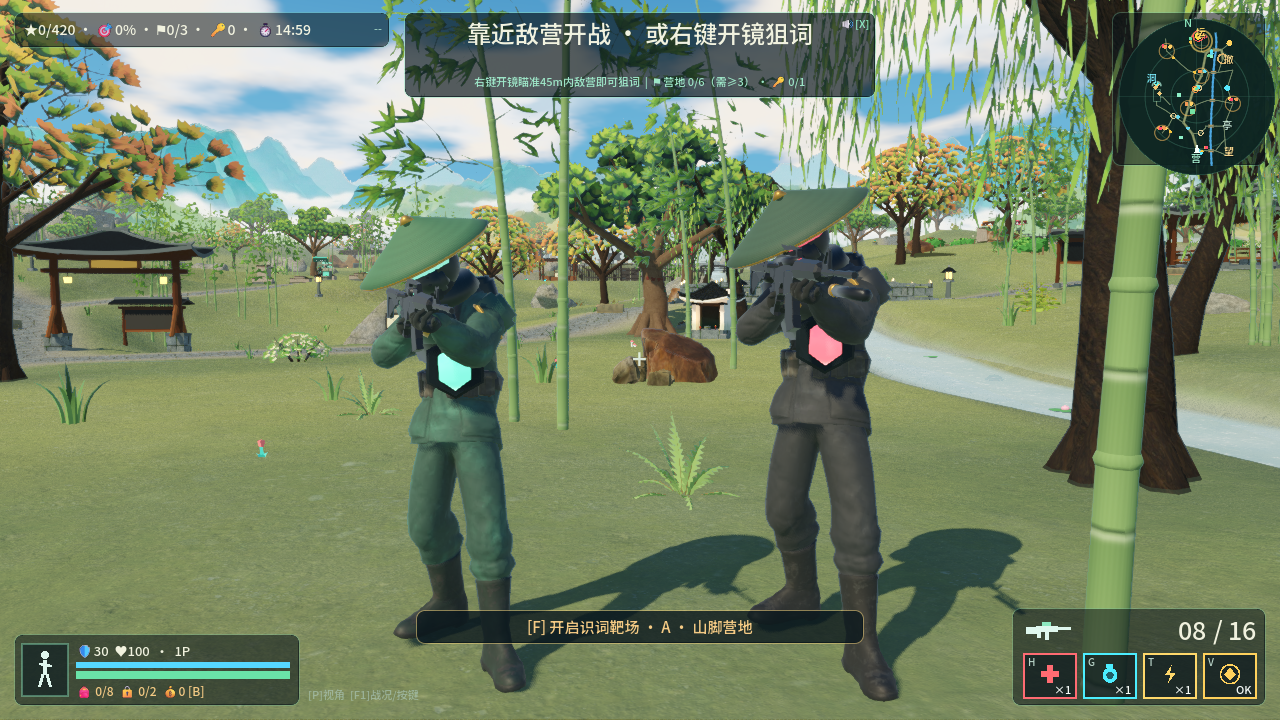 ★0/420 · 0% · 0/3 · 0 · 14:59 --
靠近敌营开战 · 或右键开镜狙词
[X]
右键开镜瞄准45m内敌营即可狙词 | 营地 0/6（需≥3） · 0/1
N
洞
亭
望
营
[F] 开启识词靶场 · A · 山脚营地
30 ♥100 · 1P
0/8 0/2 0 [B]
[P]视角 [F1]战况/按键
08 / 16
H ×1
G ×1
T ×1
V OK